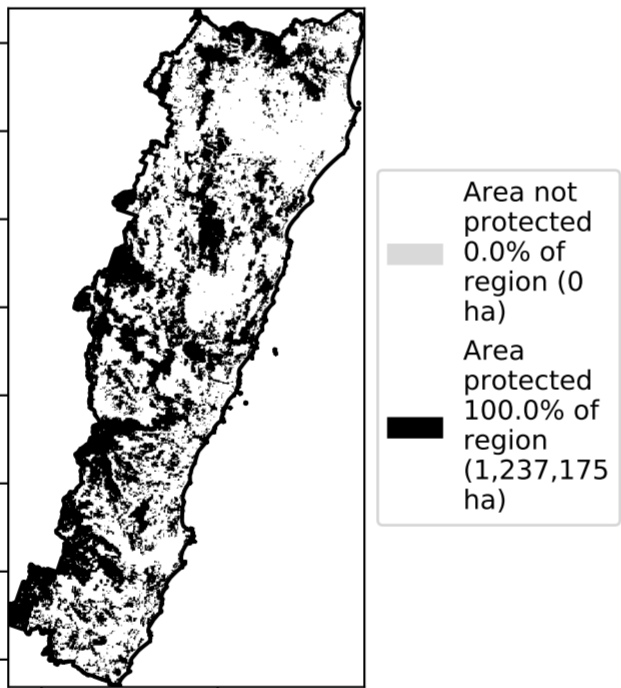 Area not
protected
0.0% of
region (0
ha)
Area
protected
100.0% of
region
(1,237,175
ha)